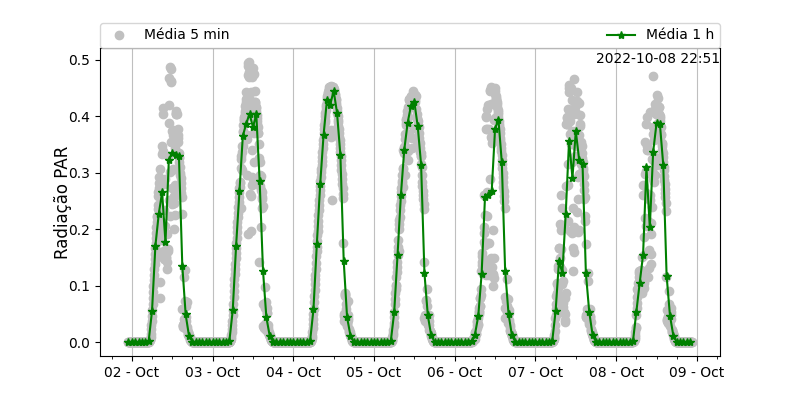 Média 5 min
Média 1 h
2022-10-08 22:51
Radiação PAR
0.5
0.4
0.3
0.2
0.1
0.0
02 - Oct
03 - Oct
04 - Oct
05 - Oct
06 - Oct
07 - Oct
08 - Oct
09 - Oct